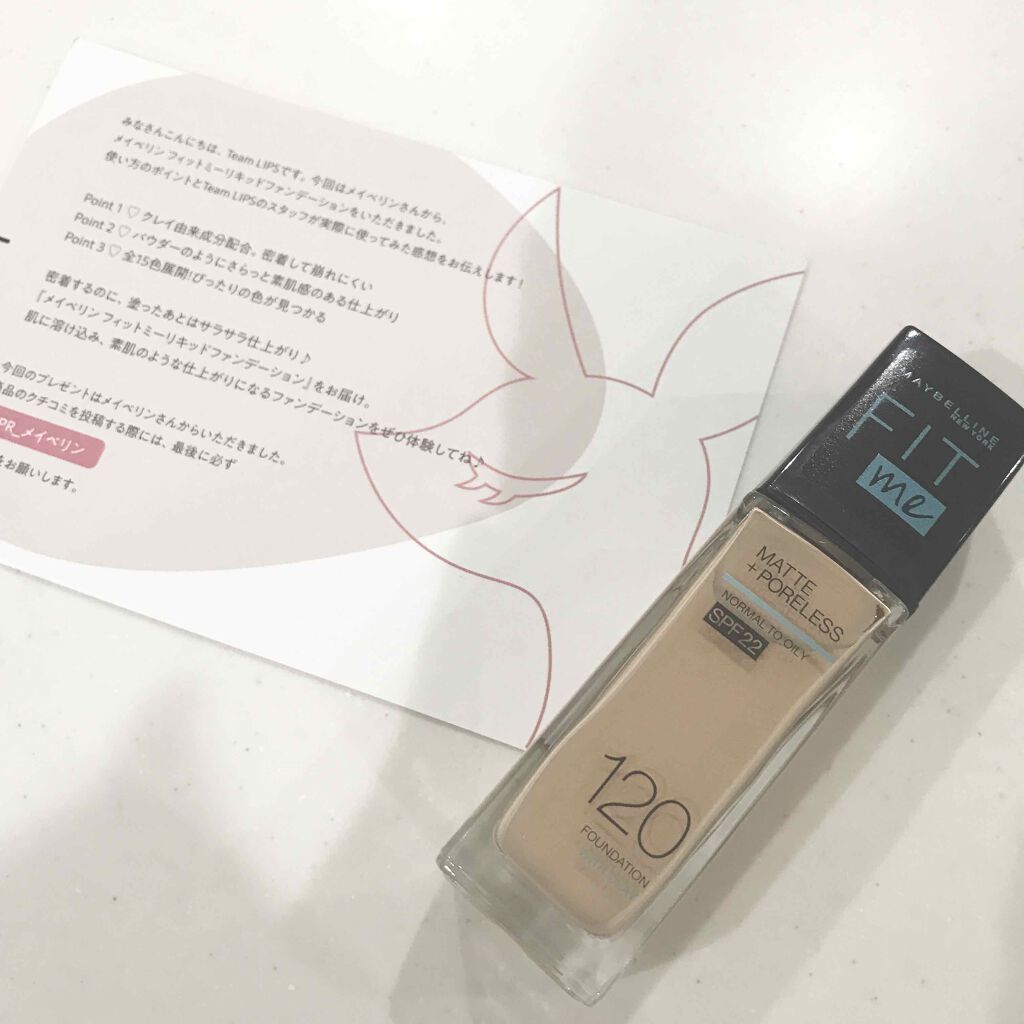 みなさんこんにちは、Team LIPSです。今回はメイベリンさんから、
メイベリン フィットミーリキッドファンデーションをいただきました。
使い方のポイントとTeam LIPSのスタッフが実際に使ってみた感想をお伝えします!
Point 1 ♡ クレイ由来成分配合。密着して崩れにくい
Point 2 ♡ パウダーのようにさらっと素肌感のある仕上がり
Point 3 ♡ 全15色展開!ぴったりの色が見つかる
密着するのに、塗ったあとはサラサラ仕上がり♪
『メイベリン フィットミーリキッドファンデーション』をお届け。
肌に溶け込み、素肌のような仕上がりになるファンデーションをぜひ体験してね♪
今回のプレゼントはメイベリンさんからいただきました。
商品のクチコミを投稿する際には、最後に必ず
PR_メイベリン
をお願いします。
MAYBELLINE
NEW YORK
FIT
me
MATTE
+ PORELESS
NORMAL TO OILY
SPF 22
120
FOUNDATION